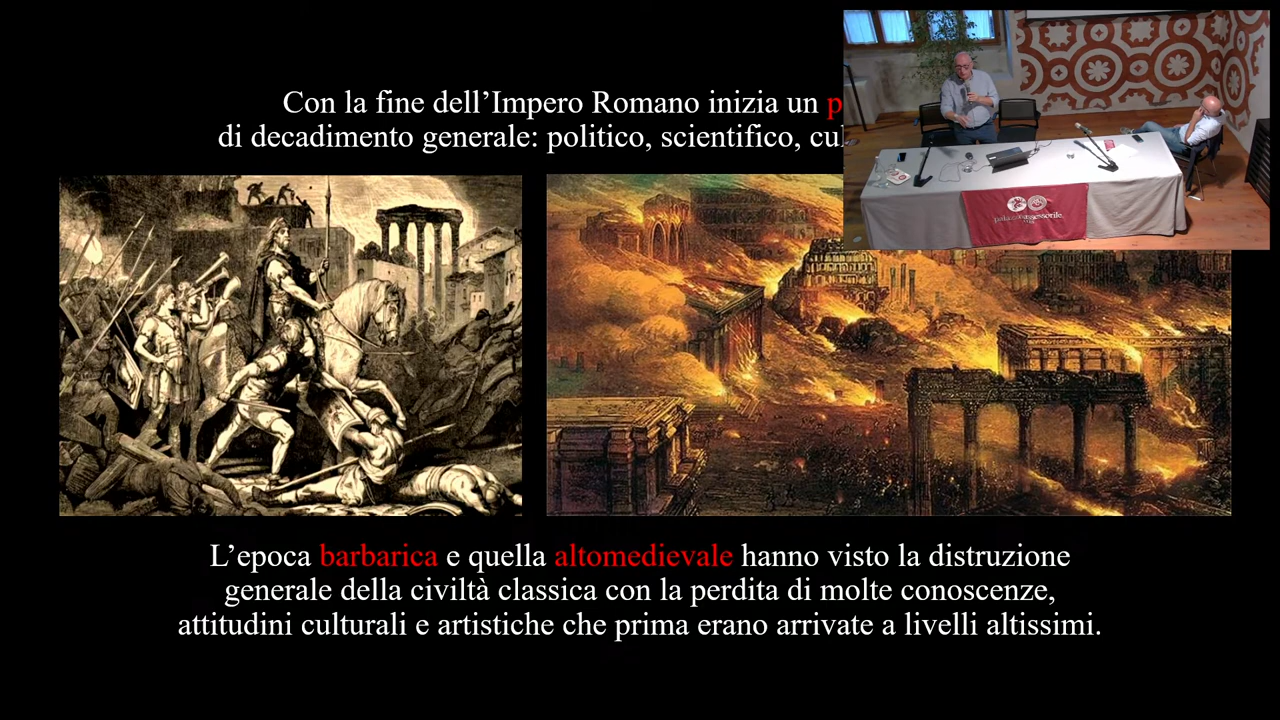 Con la fine dell’Impero Romano inizia un
di decadimento generale: politico, scientifico,
L’epoca barbarica e quella altomedievale hanno visto la distruzione
generale della civiltà classica con la perdita di molte conoscenze,
attitudini culturali e artistiche che prima erano arrivate a livelli altissimi.